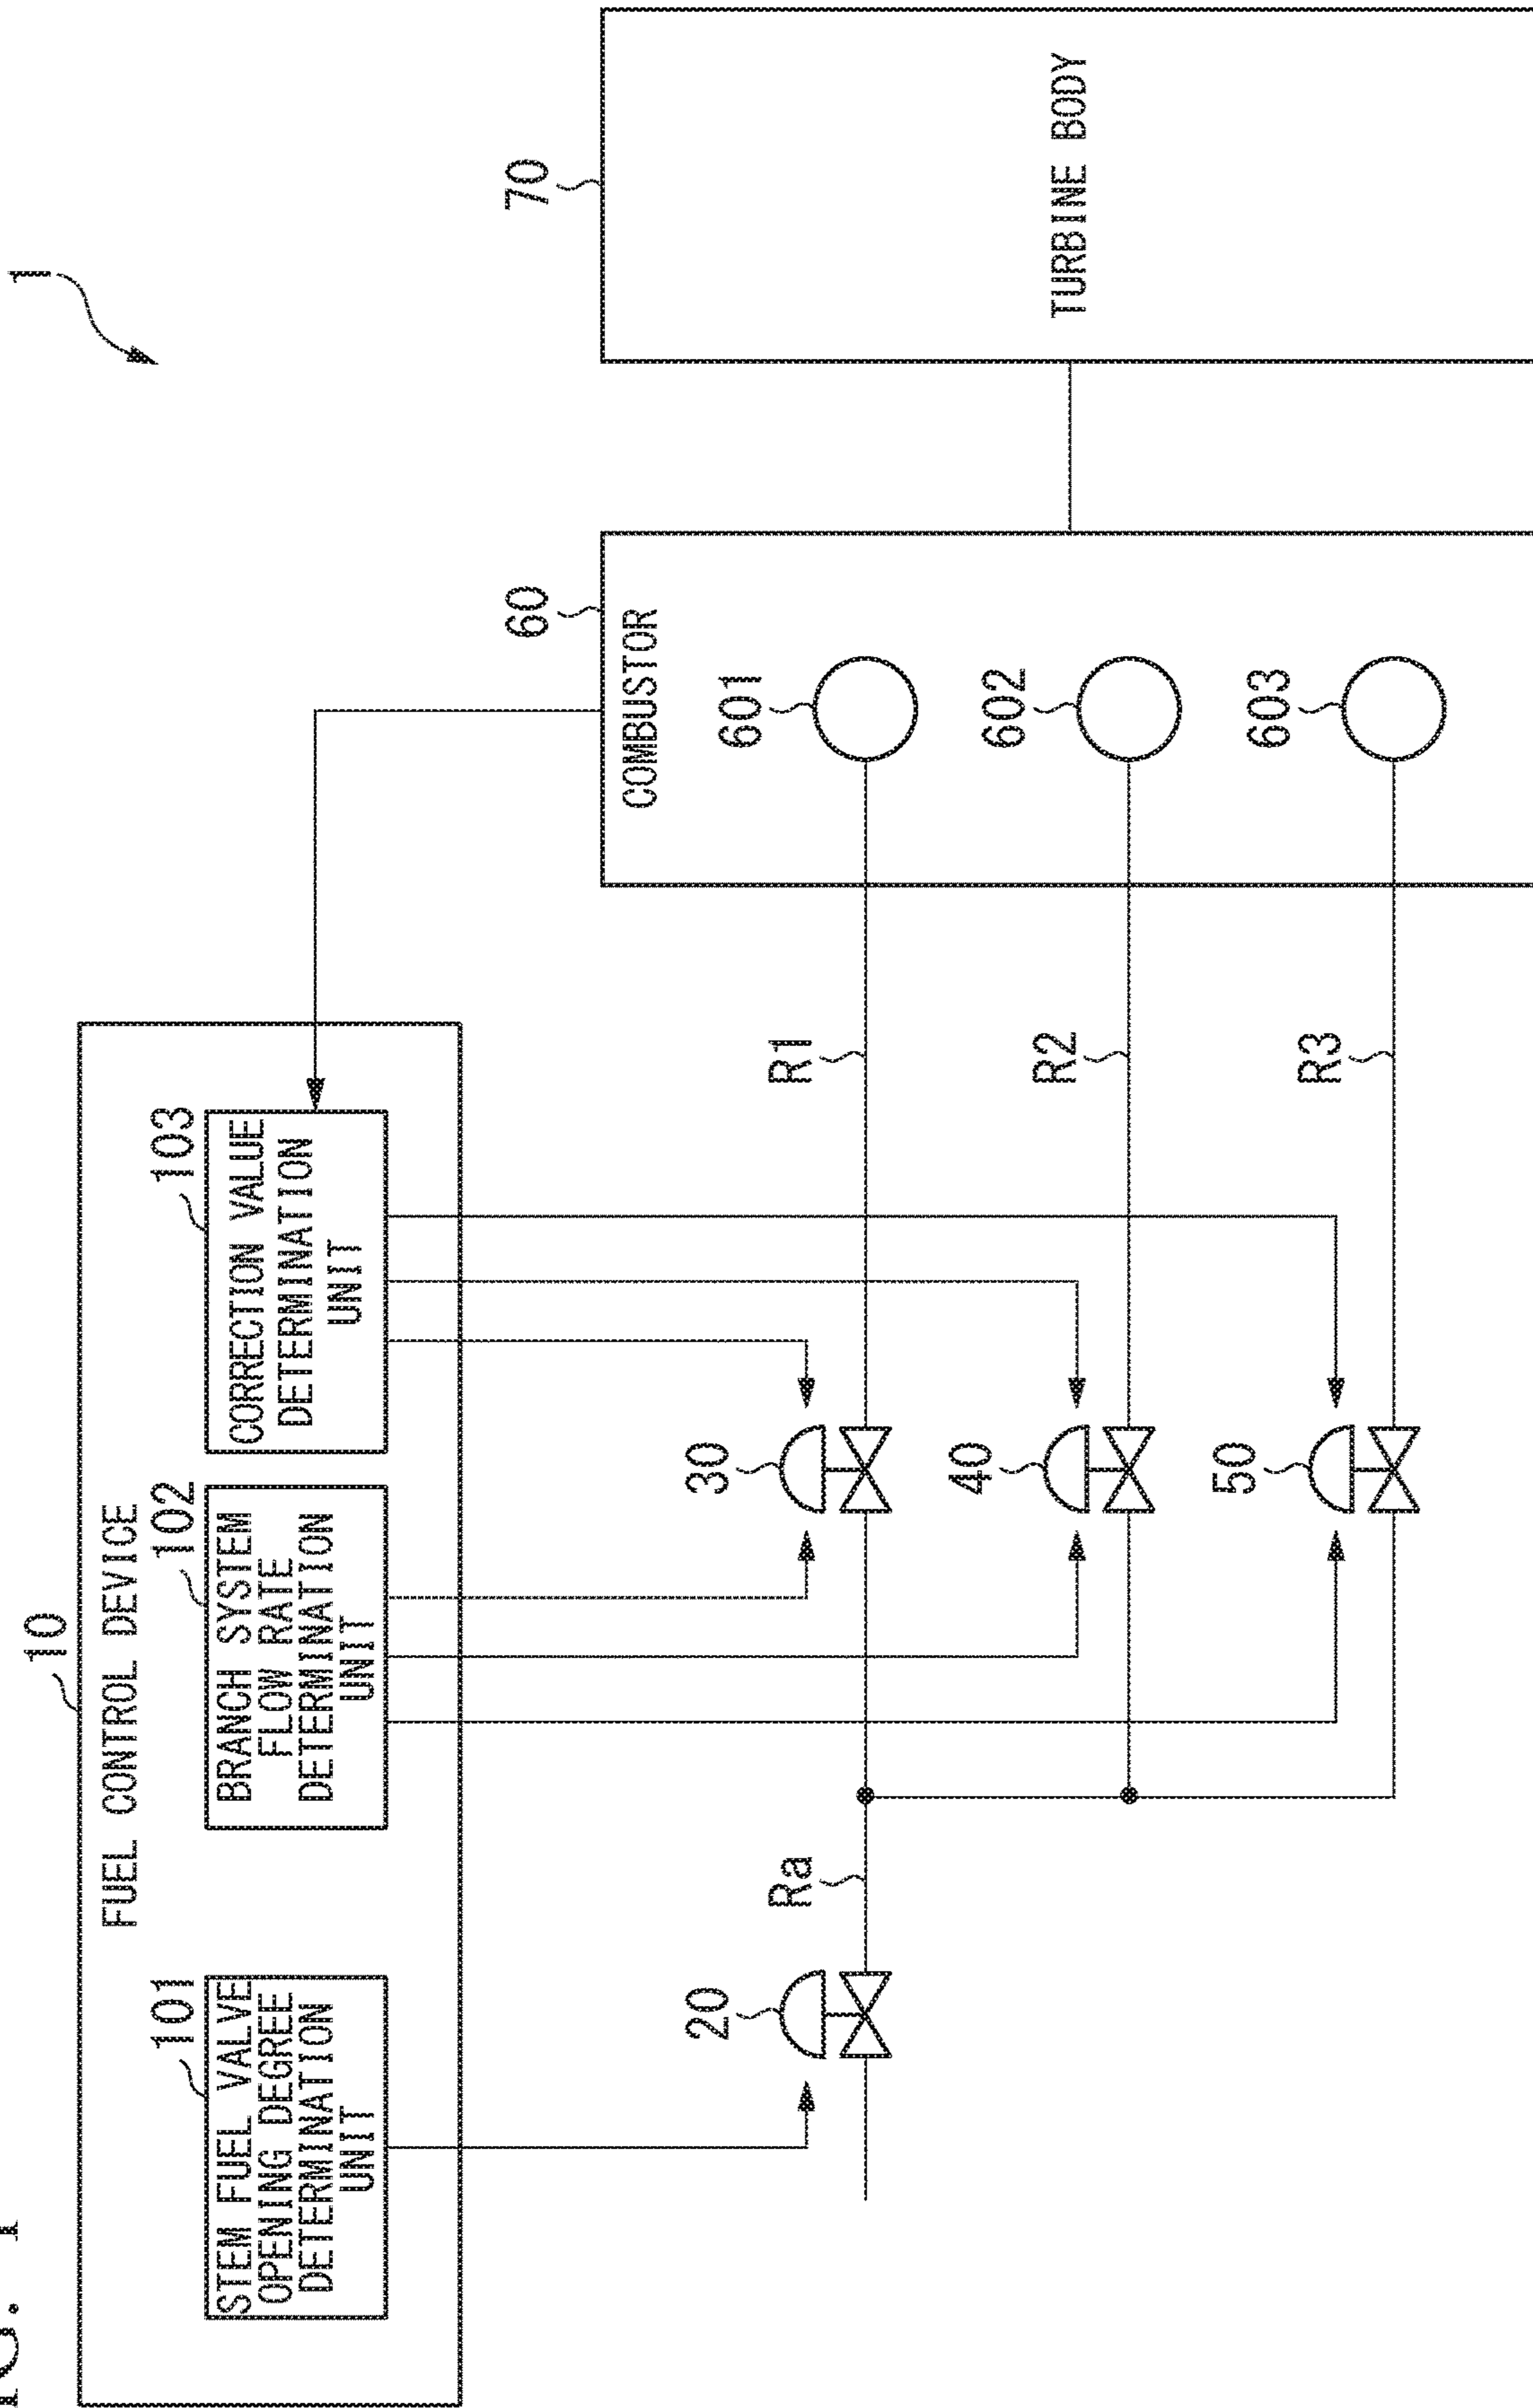 1
10
FUEL CONTROL DEVICE
101
STEM FUEL VALVE
OPENING DEGREE
DETERMINATION
UNIT
102
BRANCH SYSTEM
FLOW RATE
DETERMINATION
UNIT
103
CORRECTION VALUE
DETERMINATION
UNIT
60
COMBUSTOR
70
TURBINE BODY
20
Ra
30
R1
601
40
R2
602
50
R3
603